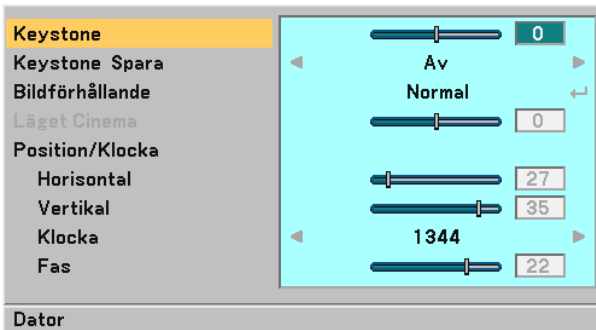 Keystone 0
Keystone Spara Av
Bildförhållande Normal
Läget Cinema 0
Position/Klocka
Horisontal 27
Vertikal 35
Klocka 1344
Fas 22
Dator